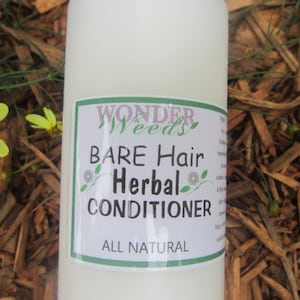 WONDER
Weeds
BARE Hair
Herbal
CONDITIONER
ALL NATURAL